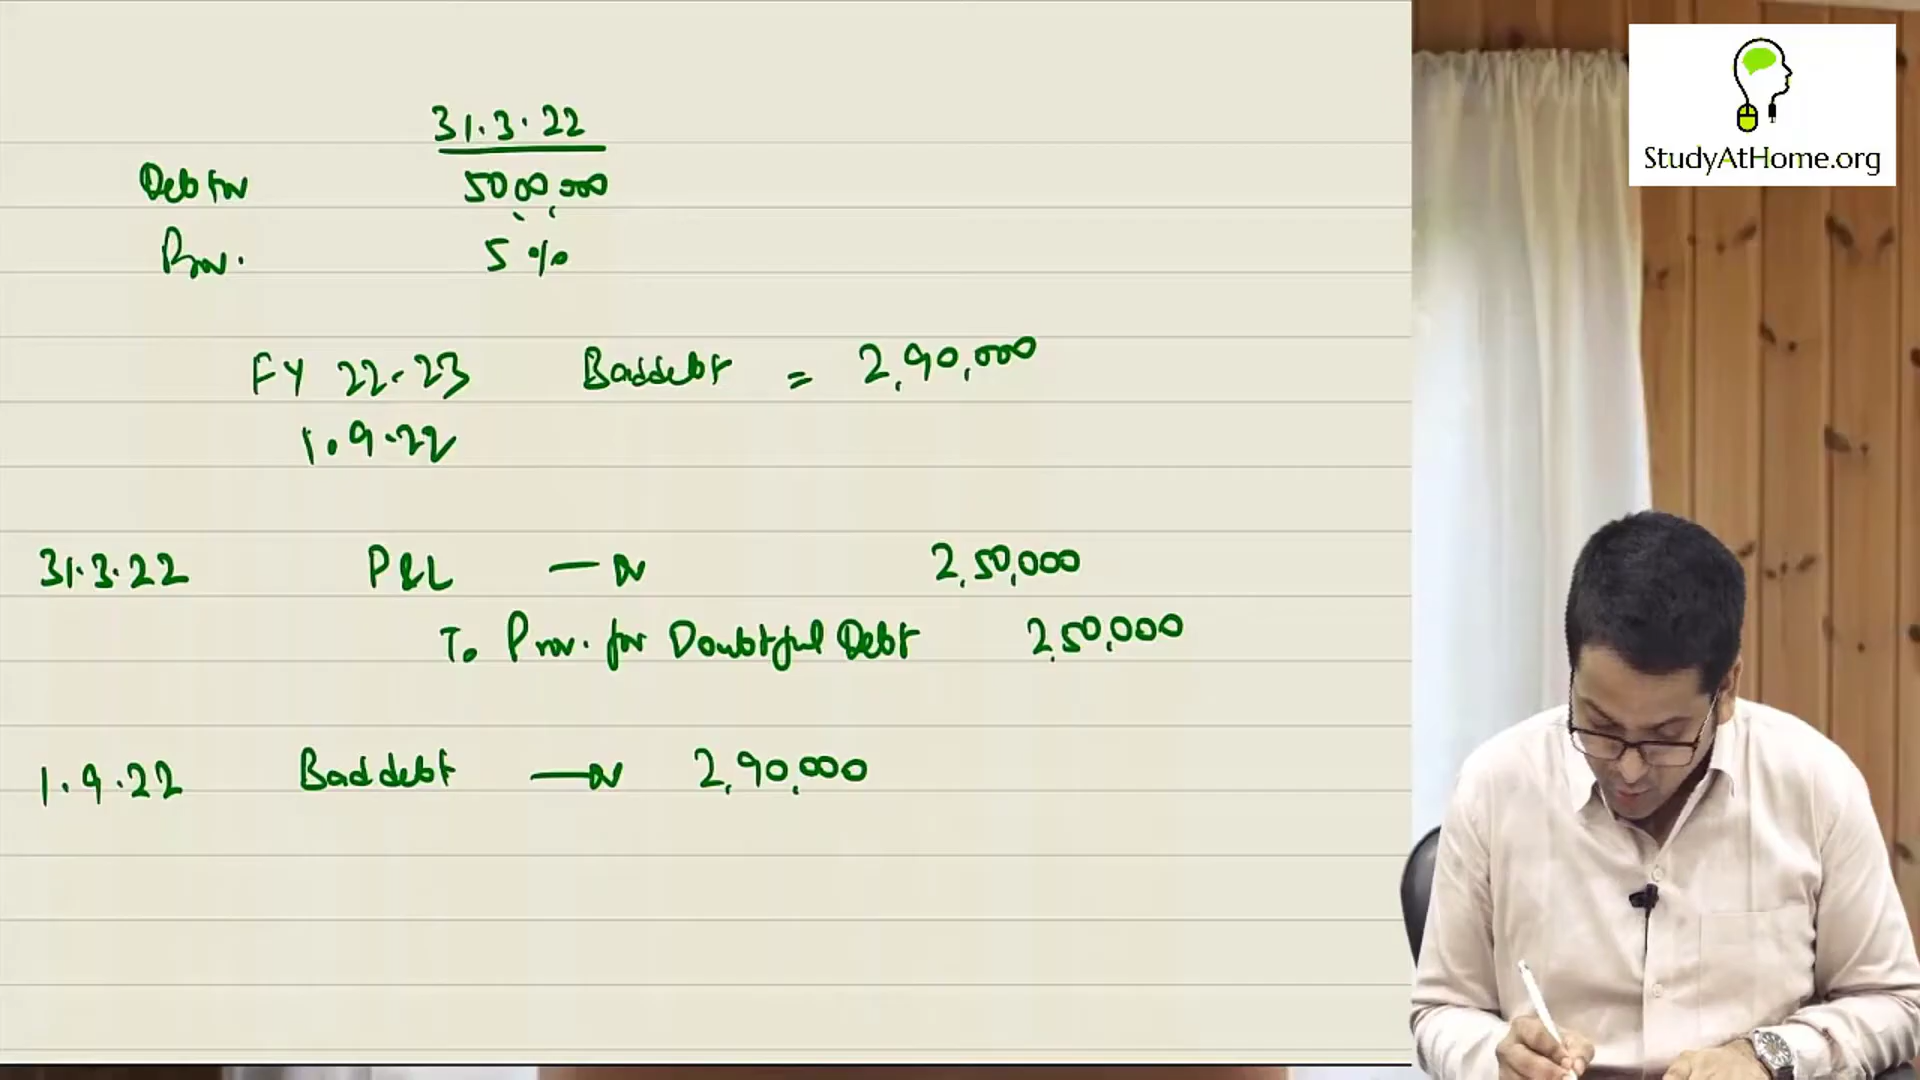 31.3.22
Debtor 50,00,000
Prov. 5%
FY 22-23 Baddebt = 2,90,000
1.9.22
31.3.22 P&L — Dr 2,50,000
To Prov. for Doubtful Debt 2,50,000
1.9.22 Baddebt — Dr 2,90,000
StudyAtHome.org